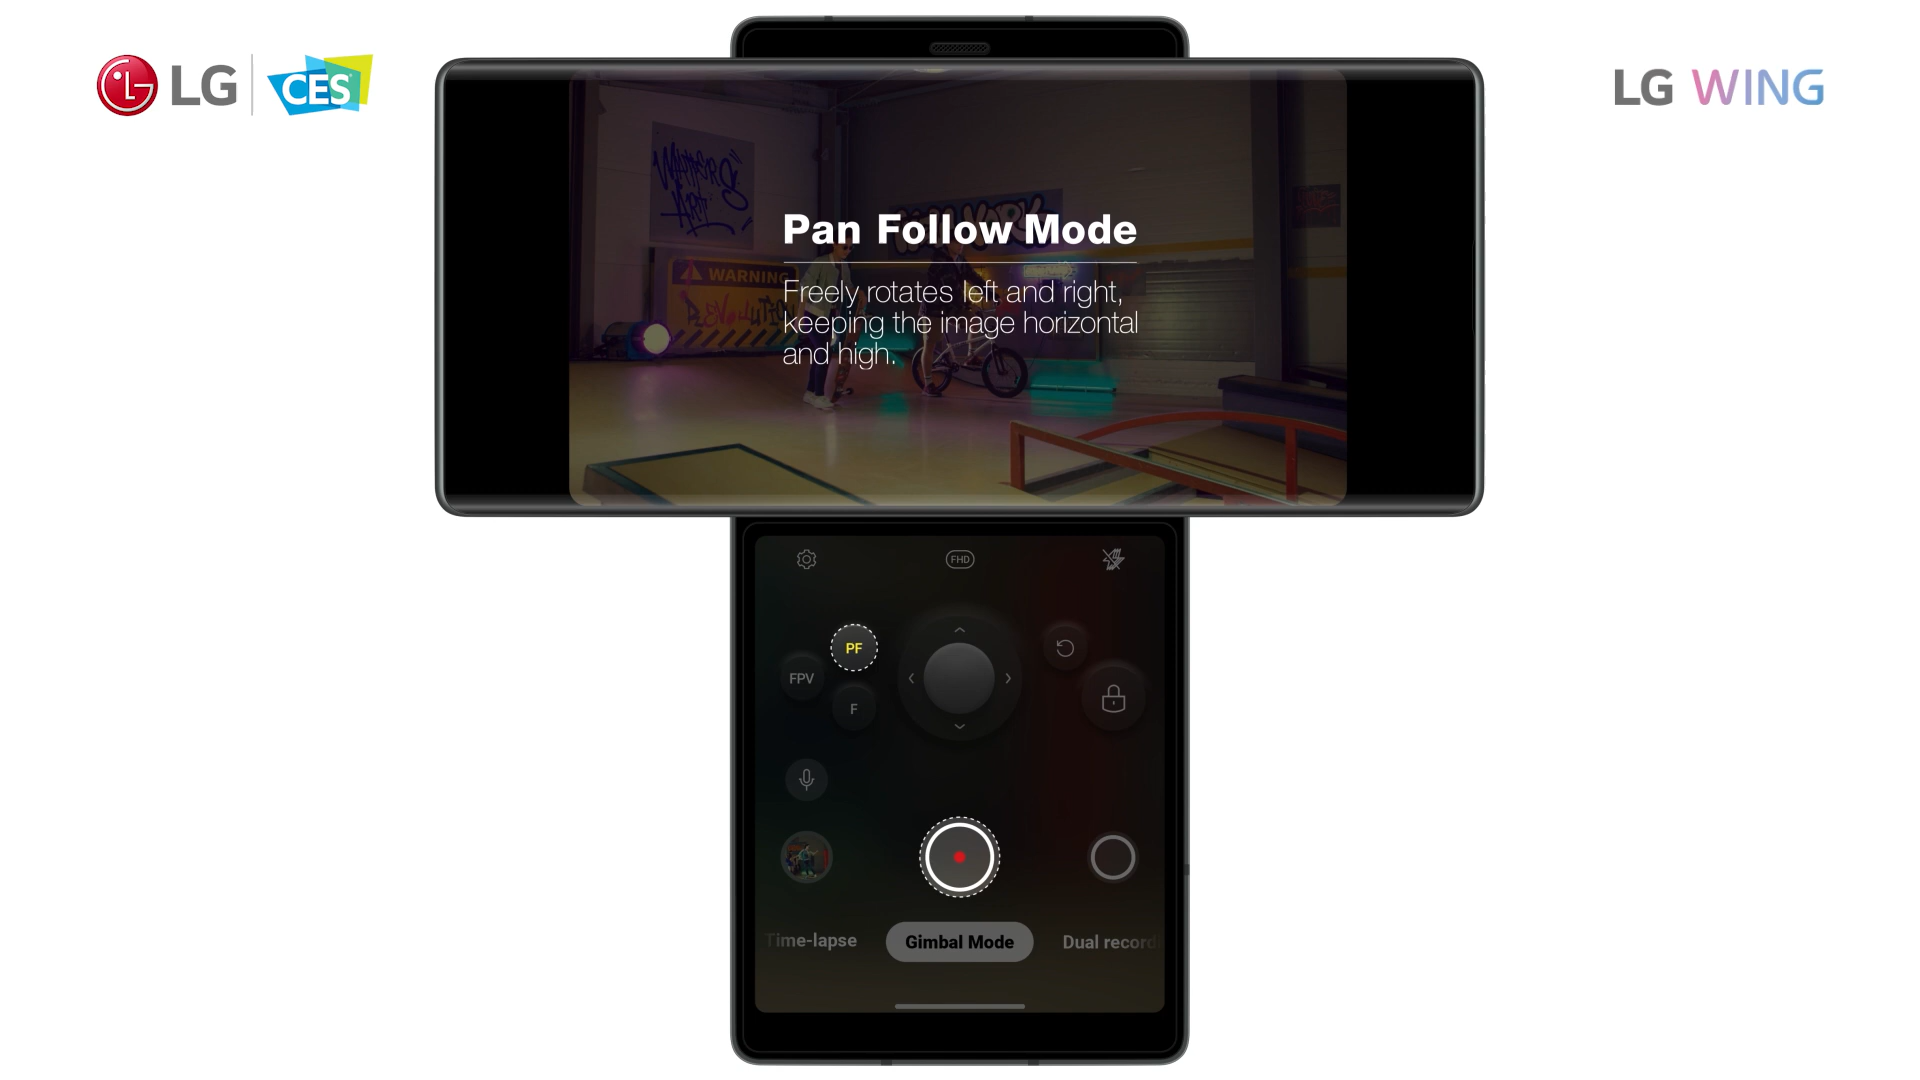 LG
CES
LG WING
WARNING
Pan Follow Mode
Freely rotates left and right,
keeping the image horizontal
and high.
FHD
PF
FPV
F
Time-lapse
Gimbal Mode
Dual record